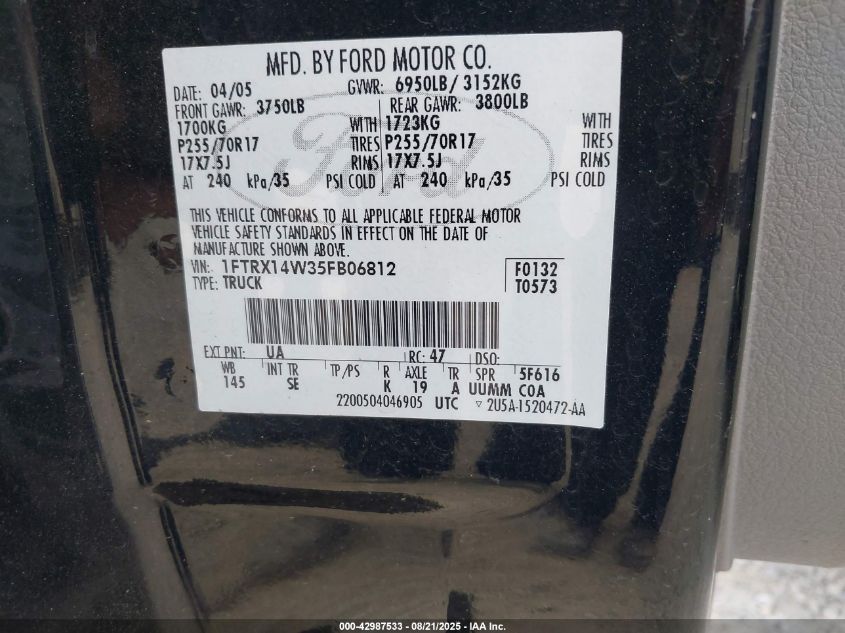 MFD. BY FORD MOTOR CO.
DATE: 04/05 GVWR: 6950LB/ 3152KG
FRONT GAWR: 3750LB REAR GAWR: 3800LB
1700KG WITH 1723KG WITH
P255/70R17 TIRES P255/70R17 TIRES
17X7.5J RIMS 17X7.5J RIMS
AT 240 kPa/35 PSI COLD AT 240 kPa/35 PSI COLD
THIS VEHICLE CONFORMS TO ALL APPLICABLE FEDERAL MOTOR
VEHICLE SAFETY STANDARDS IN EFFECT ON THE DATE OF
MANUFACTURE SHOWN ABOVE.
VIN: 1FTRX14W35FB06812 F0132
TYPE: TRUCK T0573
EXT PNT: UA RC: 47 DSO:
WB INT TR TP/PS R AXLE TR SPR 5F616
145 SE K 19 A UUMM COA
2200504046905 UTC ▽ 2U5A-1520472-AA
Ford
000-42987533 - 08/21/2025 - IAA Inc.